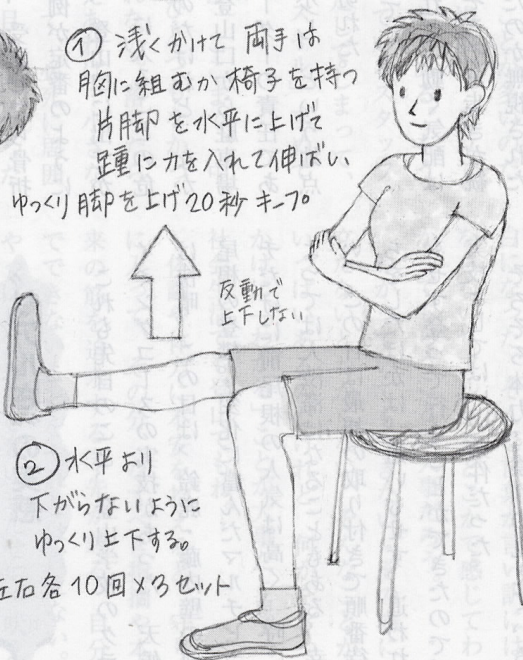 ① 浅くかけて 両手は
胸に組むか 椅子を持つ
片脚を水平に上げて
踵に力を入れて伸ばし
ゆっくり脚を上げ20秒キープ
反動で
上下しない
② 水平より
下がらないように
ゆっくり上下する。
左右各10回×3セット